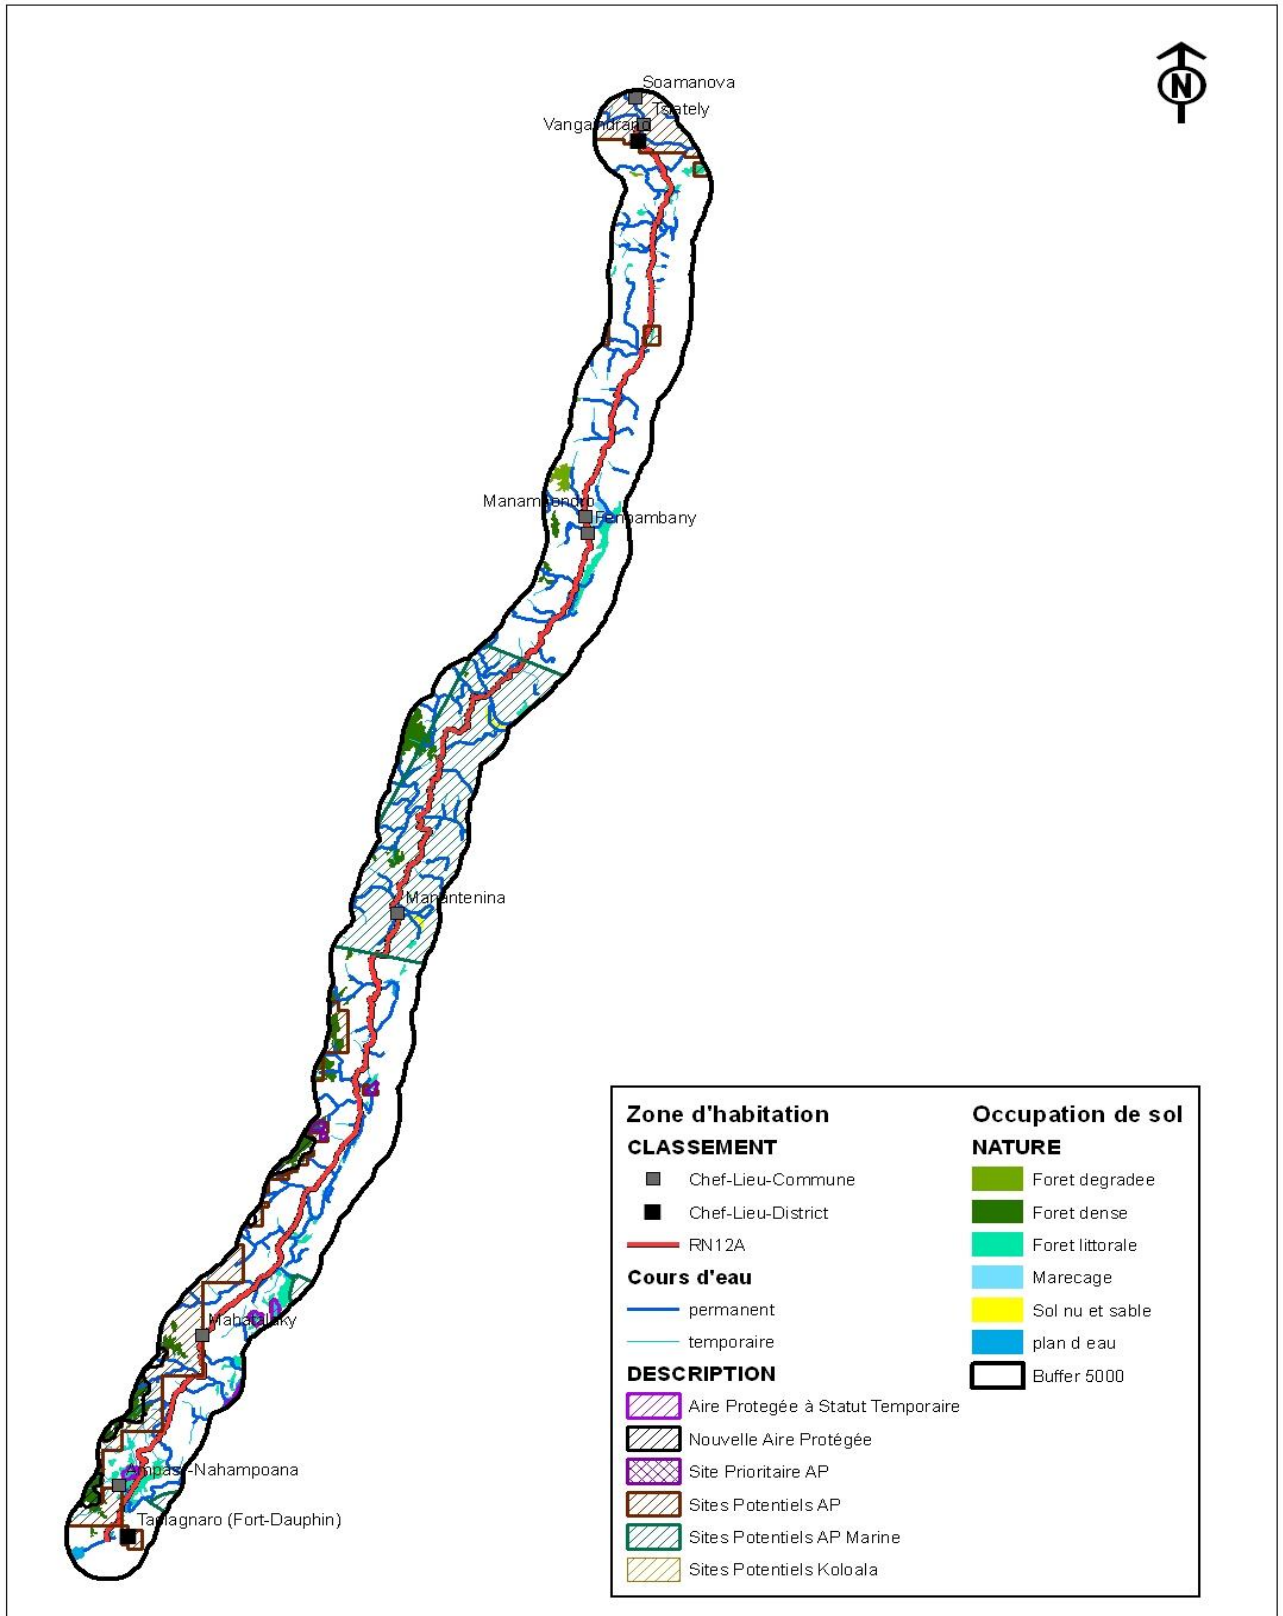 N
Soamanova
Tsiately
Vangaindrano
Manambondro
Fenoambany
Manantenina
Mahatalaky
Ampasy-Nahampoana
Taolagnaro (Fort-Dauphin)
Zone d'habitation
CLASSEMENT
Chef-Lieu-Commune
Chef-Lieu-District
RN12A
Cours d'eau
permanent
temporaire
DESCRIPTION
Aire Protegée à Statut Temporaire
Nouvelle Aire Protégée
Site Prioritaire AP
Sites Potentiels AP
Sites Potentiels AP Marine
Sites Potentiels Koloala
Occupation de sol
NATURE
Foret degradee
Foret dense
Foret littorale
Marecage
Sol nu et sable
plan d eau
Buffer 5000